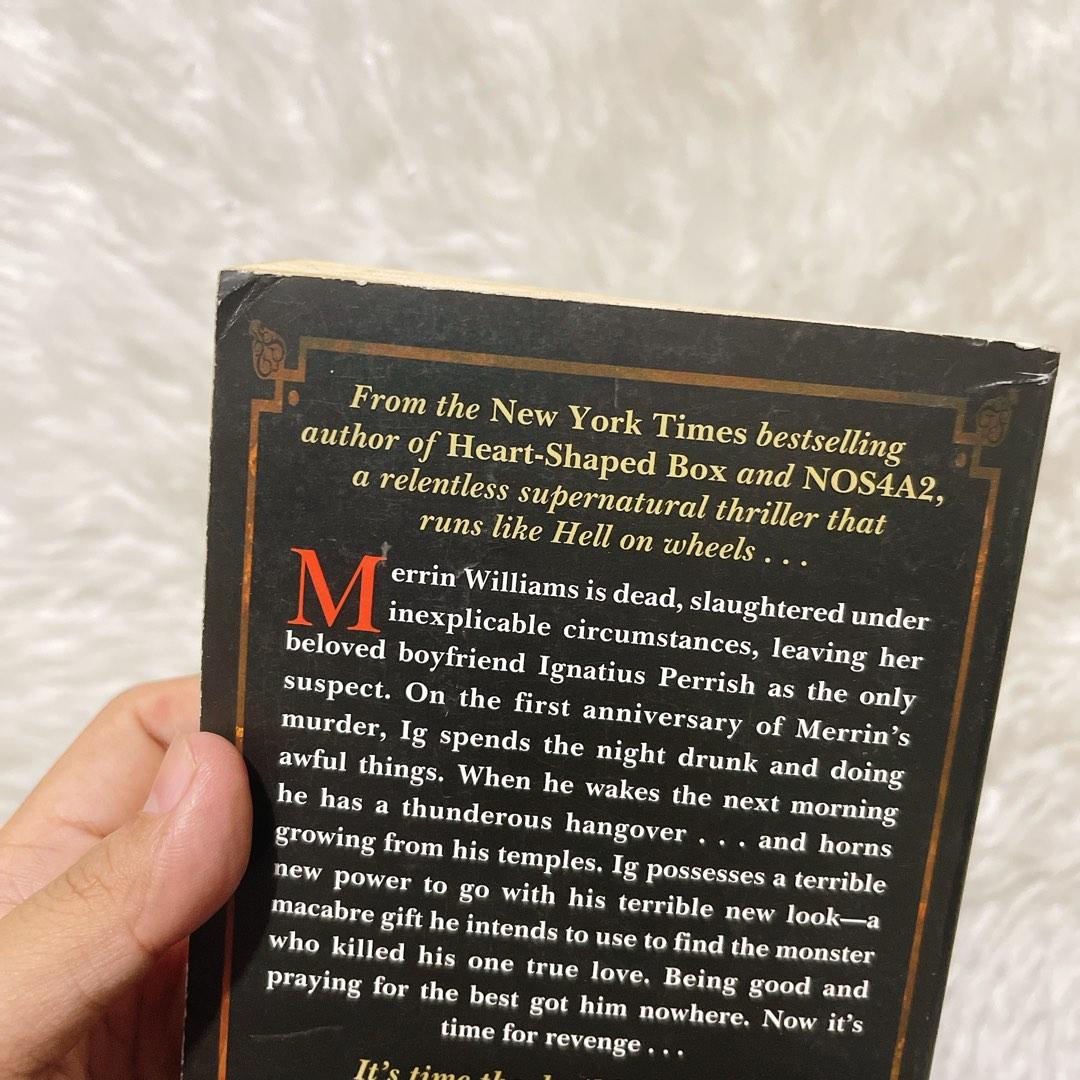 From the New York Times bestselling
author of Heart-Shaped Box and NOS4A2,
a relentless supernatural thriller that
runs like Hell on wheels . . .
Merrin Williams is dead, slaughtered under
inexplicable circumstances, leaving her
beloved boyfriend Ignatius Perrish as the only
suspect. On the first anniversary of Merrin's
murder, Ig spends the night drunk and doing
awful things. When he wakes the next morning
he has a thunderous hangover . . . and horns
growing from his temples. Ig possesses a terrible
new power to go with his terrible new look—a
macabre gift he intends to use to find the monster
who killed his one true love. Being good and
praying for the best got him nowhere. Now it's
time for revenge . . .
It's time